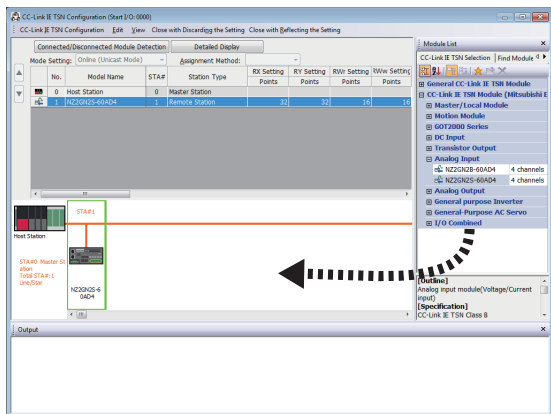 CC-Link IE TSN Configuration (Start I/O: 0000)
CC-Link IE TSN Configuration Edit View Close with Discarding the Setting Close with Reflecting the Setting
Connected/Disconnected Module Detection Detailed Display
Mode Setting: Online (Unicast Mode) Assignment Method:
No. Model Name STA# Station Type RX Setting RY Setting RWr Setting RWw Setting
Points Points Points Points
0 Host Station 0 Master Station
1 NZ2GN2S-60AD4 1 Remote Station 32 32 16 16
STA#1
Host Station
STA#0 Master St
ation
Total STA#:1
Line/Star
NZ2GN2S-6
0AD4
Module List
CC-Link IE TSN Selection Find Module
General CC-Link IE TSN Module
CC-Link IE TSN Module (Mitsubishi E
Master/Local Module
Motion Module
GOT2000 Series
DC Input
Transistor Output
Analog Input
NZ2GN2B-60AD4 4 channels
NZ2GN2S-60AD4 4 channels
Analog Output
General purpose Inverter
General-Purpose AC Servo
I/O Combined
[Outline]
Analog input module(Voltage/Current
input)
[Specification]
CC-Link IE TSN Class B
Output